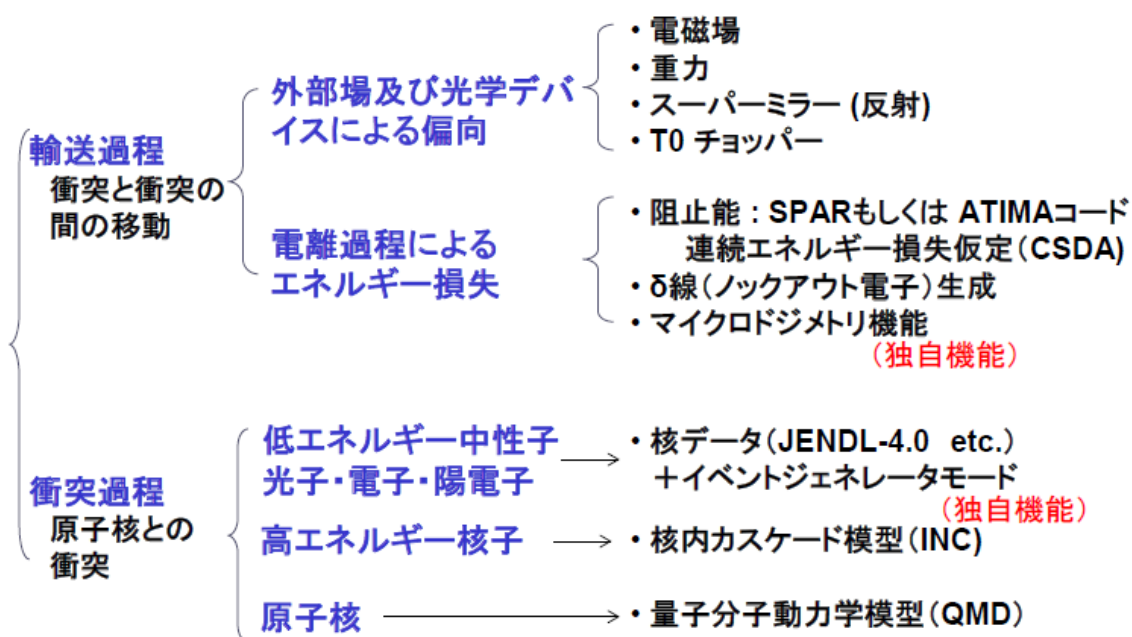 輸送過程
衝突と衝突の
間の移動
外部場及び光学デバ
イスによる偏向
・電磁場
・重力
・スーパーミラー (反射)
・T0 チョッパー
電離過程による
エネルギー損失
・阻止能 : SPARもしくは ATIMAコード
連続エネルギー損失仮定(CSDA)
・δ線(ノックアウト電子)生成
・マイクロドジメトリ機能
(独自機能)
衝突過程
原子核との
衝突
低エネルギー中性子
光子・電子・陽電子
・核データ(JENDL-4.0 etc.)
+イベントジェネレータモード
(独自機能)
高エネルギー核子
・核内カスケード模型(INC)
原子核
・量子分子動力学模型(QMD)